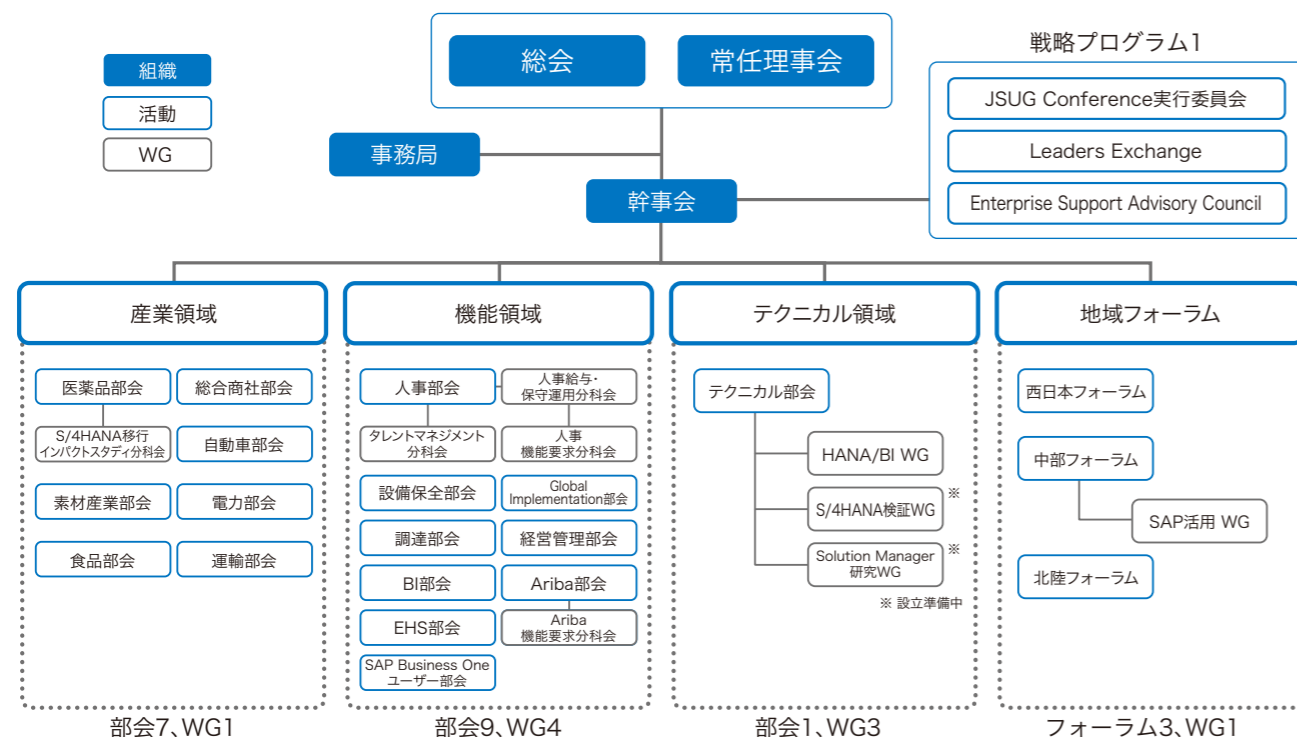 組織
活動
WG
総会
常任理事会
事務局
幹事会
戦略プログラム1
JSUG Conference実行委員会
Leaders Exchange
Enterprise Support Advisory Council
産業領域
医薬品部会
総合商社部会
S/4HANA移行
インパクトスタディ分科会
自動車部会
素材産業部会
電力部会
食品部会
運輸部会
部会7、WG1
機能領域
人事部会
人事給与・
保守運用分科会
タレントマネジメント
分科会
人事
機能要求分科会
設備保全部会
Global
Implementation部会
調達部会
経営管理部会
BI部会
Ariba部会
EHS部会
Ariba
機能要求分科会
SAP Business One
ユーザー部会
部会9、WG4
テクニカル領域
テクニカル部会
HANA/BI WG
S/4HANA検証WG
※
Solution Manager
研究WG
※
※ 設立準備中
部会1、WG3
地域フォーラム
西日本フォーラム
中部フォーラム
SAP活用 WG
北陸フォーラム
フォーラム3、WG1